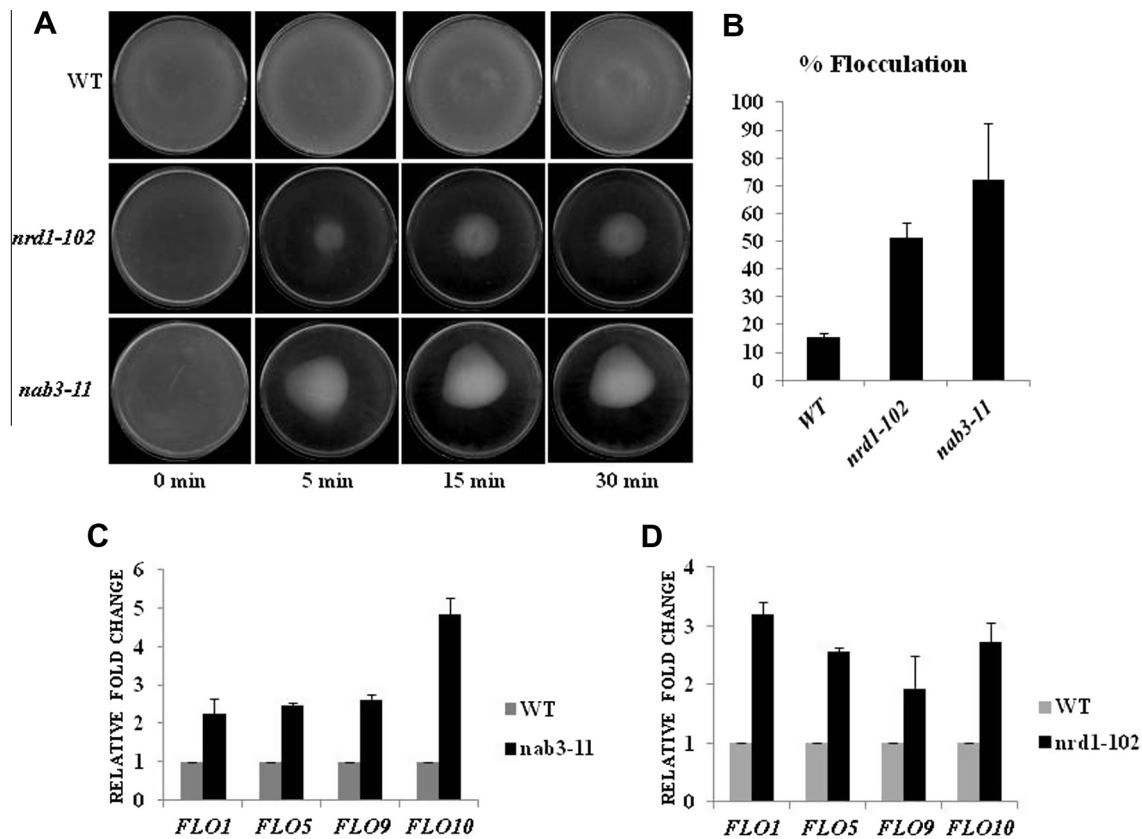 A
WT
nrd1-102
nab3-11
0 min 5 min 15 min 30 min
B
% Flocculation
100
90
80
70
60
50
40
30
20
10
0
WT nrd1-102 nab3-11
C
RELATIVE FOLD CHANGE
6
5
4
3
2
1
0
FLO1 FLO5 FLO9 FLO10
WT
nab3-11
D
RELATIVE FOLD CHANGE
4
3
2
1
0
FLO1 FLO5 FLO9 FLO10
WT
nrd1-102